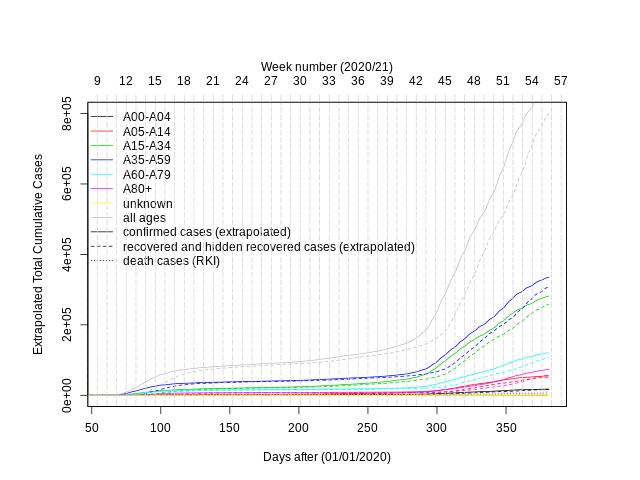 Week number (2020/21)
9 12 15 18 21 24 27 30 33 36 39 42 45 48 51 54 57
Extrapolated Total Cumulative Cases
8e+05
6e+05
4e+05
2e+05
0e+00
A00-A04
A05-A14
A15-A34
A35-A59
A60-A79
A80+
unknown
all ages
confirmed cases (extrapolated)
recovered and hidden recovered cases (extrapolated)
death cases (RKI)
50 100 150 200 250 300 350
Days after (01/01/2020)